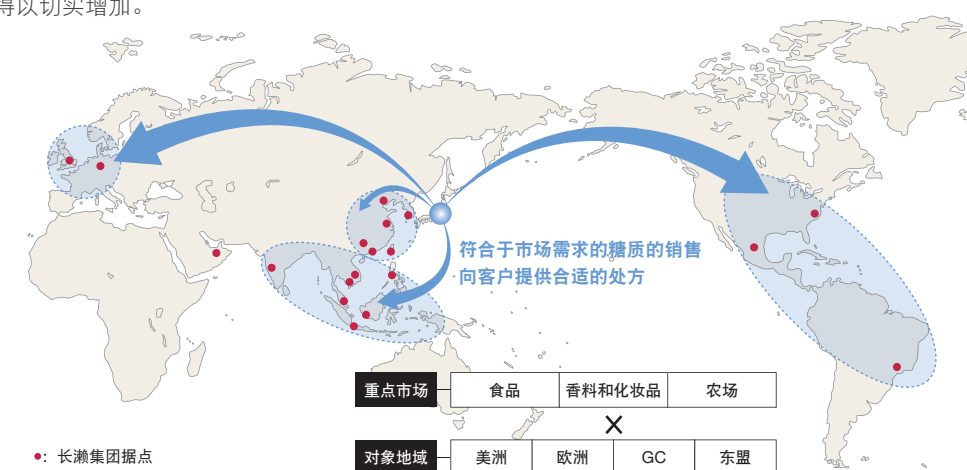 得以切实增加。
符合于市场需求的糖质的销售
·向客户提供合适的处方
重点市场 食品 香料和化妆品 农场
×
对象地域 美洲 欧洲 GC 东盟
●: 长濑集团据点